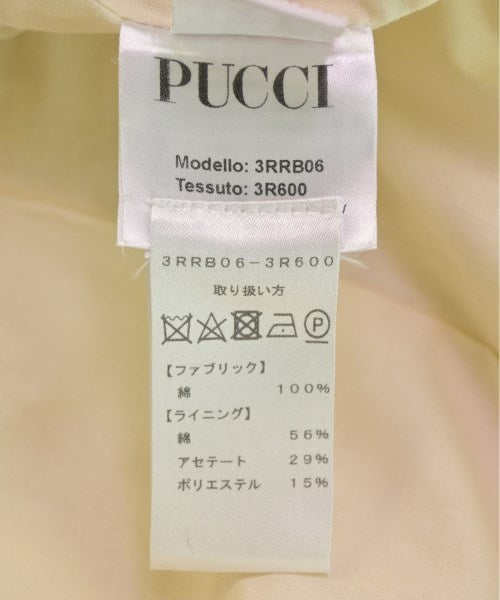 PUCCI
Modello: 3RRB06
Tessuto: 3R600
3RRB06-3R600
取り扱い方
P
【ファブリック】
綿 100%
【ライニング】
綿 56%
アセテート 29%
ポリエステル 15%